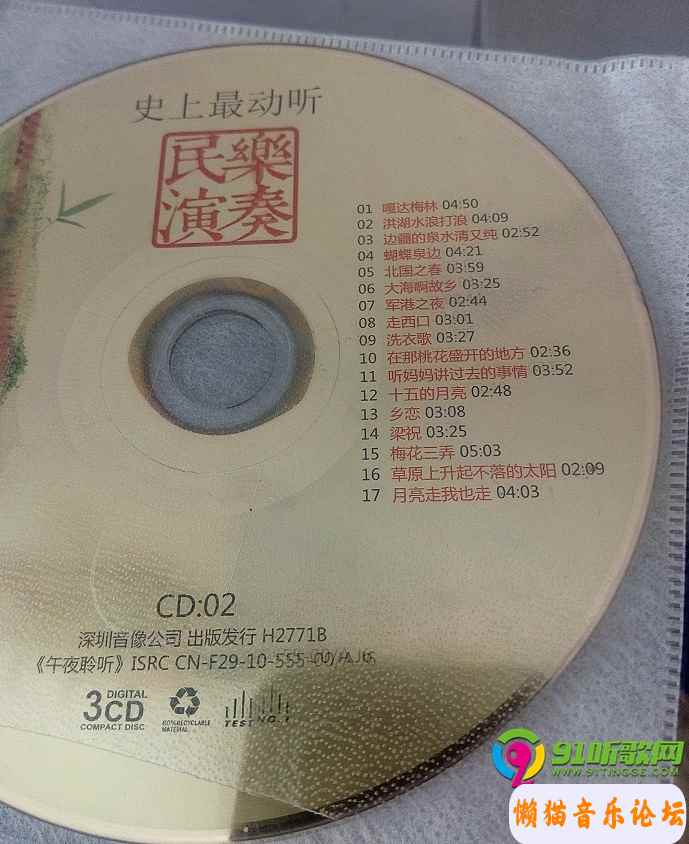 史上最动听
民樂
演奏
01 嘎达梅林 04:50
02 洪湖水浪打浪 04:09
03 边疆的泉水清又纯 02:52
04 蝴蝶泉边 04:21
05 北国之春 03:59
06 大海啊故乡 03:25
07 军港之夜 02:44
08 走西口 03:01
09 洗衣歌 03:27
10 在那桃花盛开的地方 02:36
11 听妈妈讲过去的事情 03:52
12 十五的月亮 02:48
13 乡恋 03:08
14 梁祝 03:25
15 梅花三弄 05:03
16 草原上升起不落的太阳 02:09
17 月亮走我也走 04:03
CD:02
深圳音像公司 出版发行 H2771B
《午夜聆听》ISRC CN-F29-10-555-00/A.J6
3CD DIGITAL
COMPACT DISC
100%RECYCLABLE
MATERIAL
TEST NO.1
91听歌网
WWW.91TINGGE.COM
懒猫音乐论坛